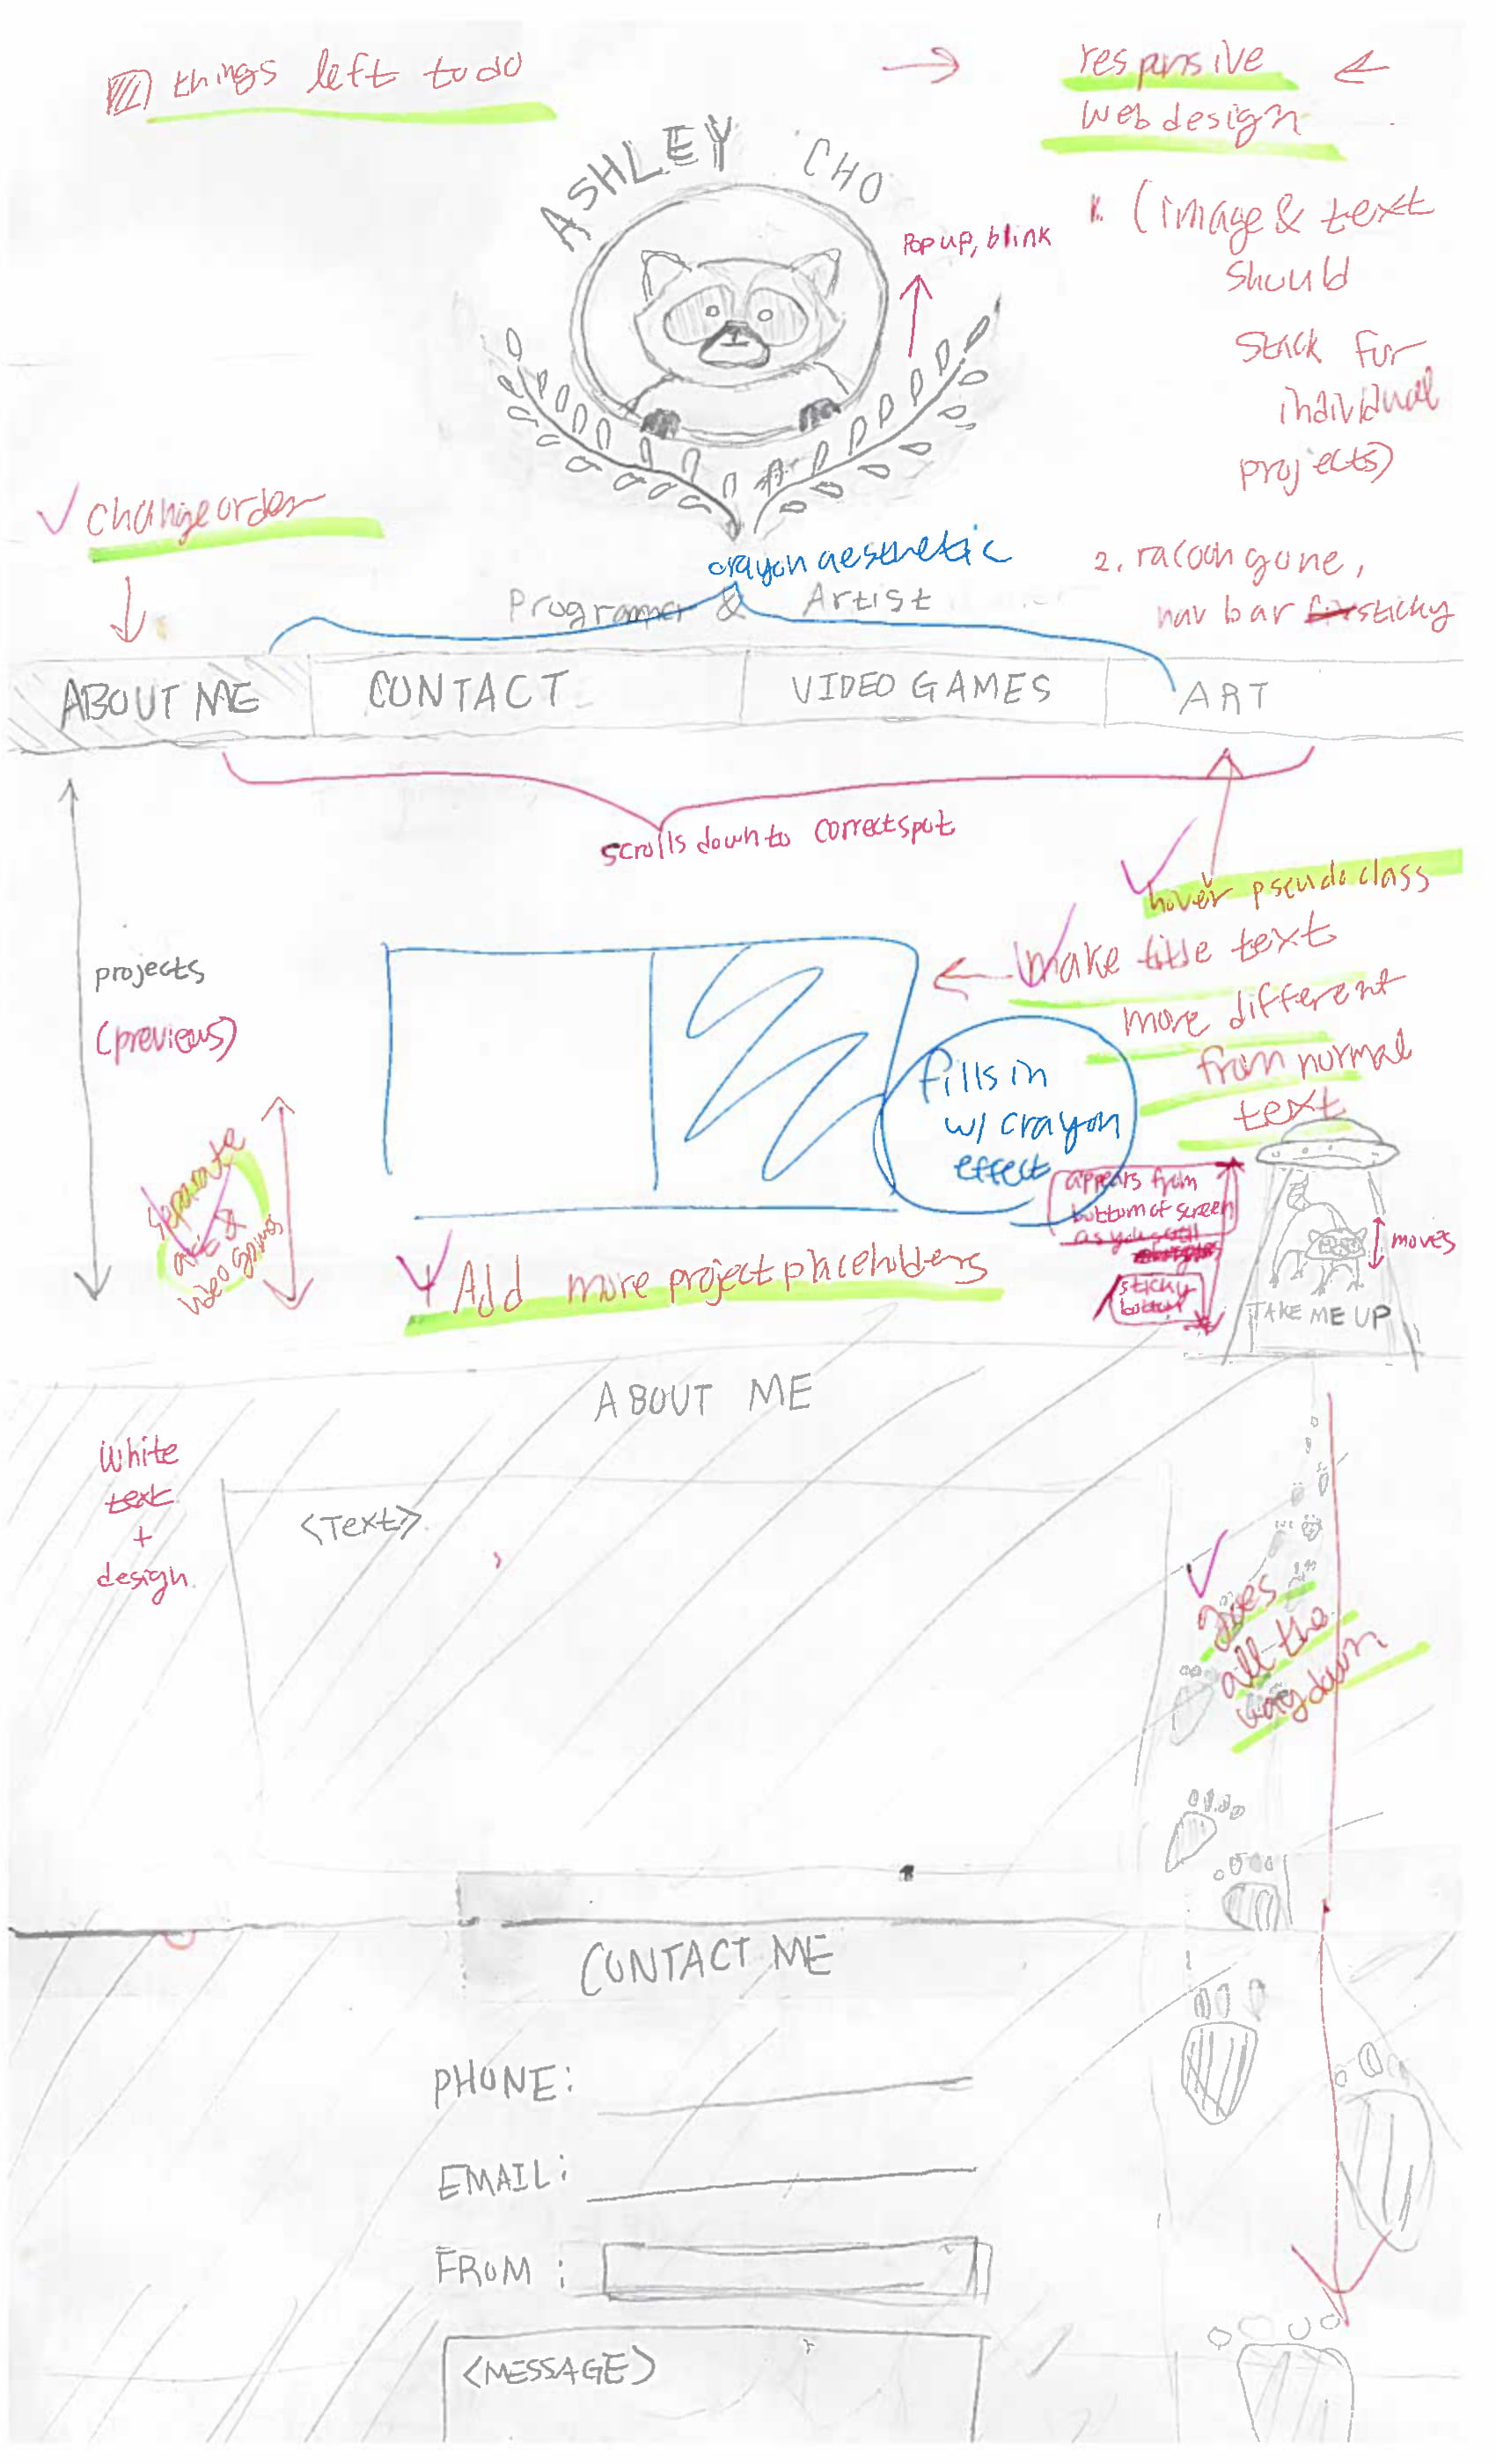 things left to do
responsive
web design
ASHLEY CHO
Pop up, blink
1. (image & text
should
stack for
individual
projects)
change order
crayon aesthetic
2. racoon gone,
nav bar sticky
Programer & Artist
ABOUT ME
CONTACT
VIDEO GAMES
ART
scrolls down to correct spot
hover pseudo class
make title text
more different
from normal
text
projects
(previews)
fills in
w/ crayon
effect
separate
art &
video games
appears from
bottom of screen
as you scroll
sticky
bottom
moves
TAKE ME UP
+ Add more project placeholders
ABOUT ME
White
text
+
design.
<Text>
goes
all the
way down
CONTACT ME
PHONE:
EMAIL:
FROM :
<MESSAGE>